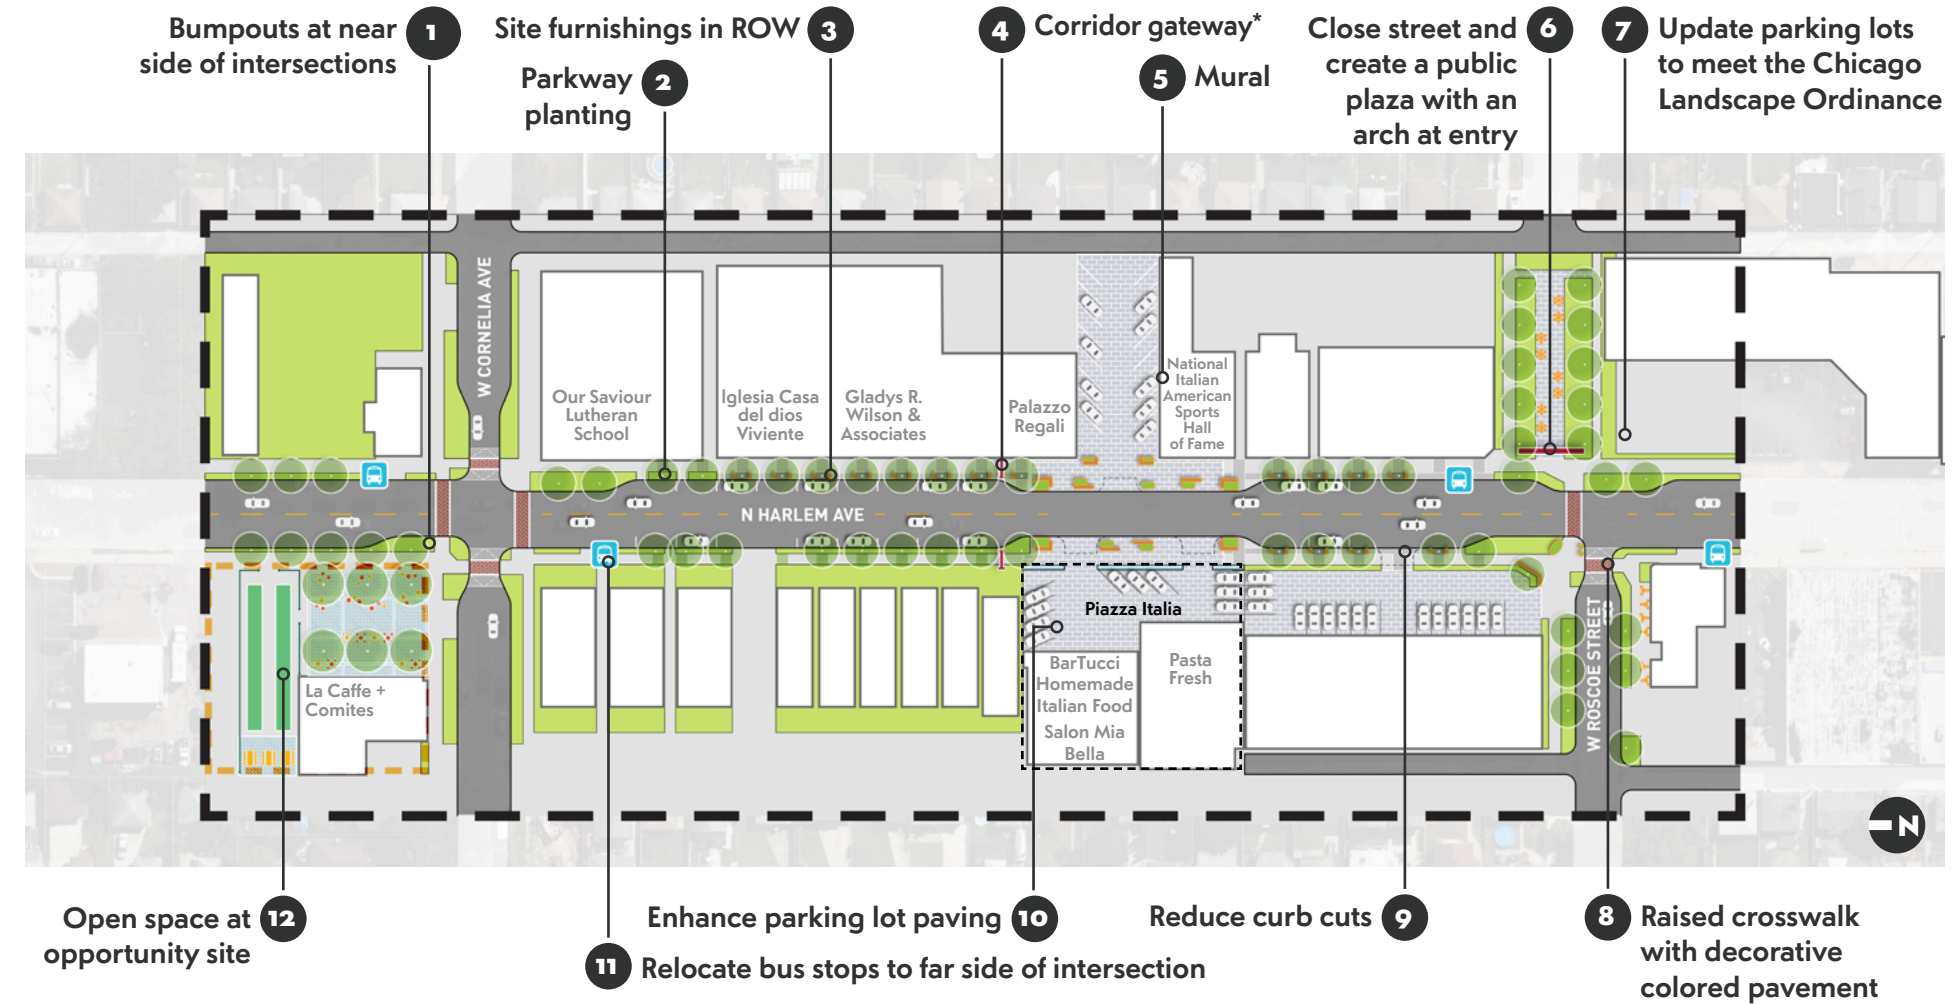 Bumpouts at near
side of intersections
1
Site furnishings in ROW
3
Parkway
planting
2
4
Corridor gateway*
5
Mural
Close street and
create a public
plaza with an
arch at entry
6
7
Update parking lots
to meet the Chicago
Landscape Ordinance
W CORNELIA AVE
Our Saviour
Lutheran
School
Iglesia Casa
del dios
Viviente
Gladys R.
Wilson &
Associates
Palazzo
Regali
National
Italian
American
Sports
Hall
of Fame
N HARLEM AVE
Piazza Italia
La Caffe +
Comites
BarTucci
Homemade
Italian Food
Salon Mia
Bella
Pasta
Fresh
W ROSCOE STREET
N
Open space at
opportunity site
12
11
Relocate bus stops to far side of intersection
Enhance parking lot paving
10
Reduce curb cuts
9
8
Raised crosswalk
with decorative
colored pavement